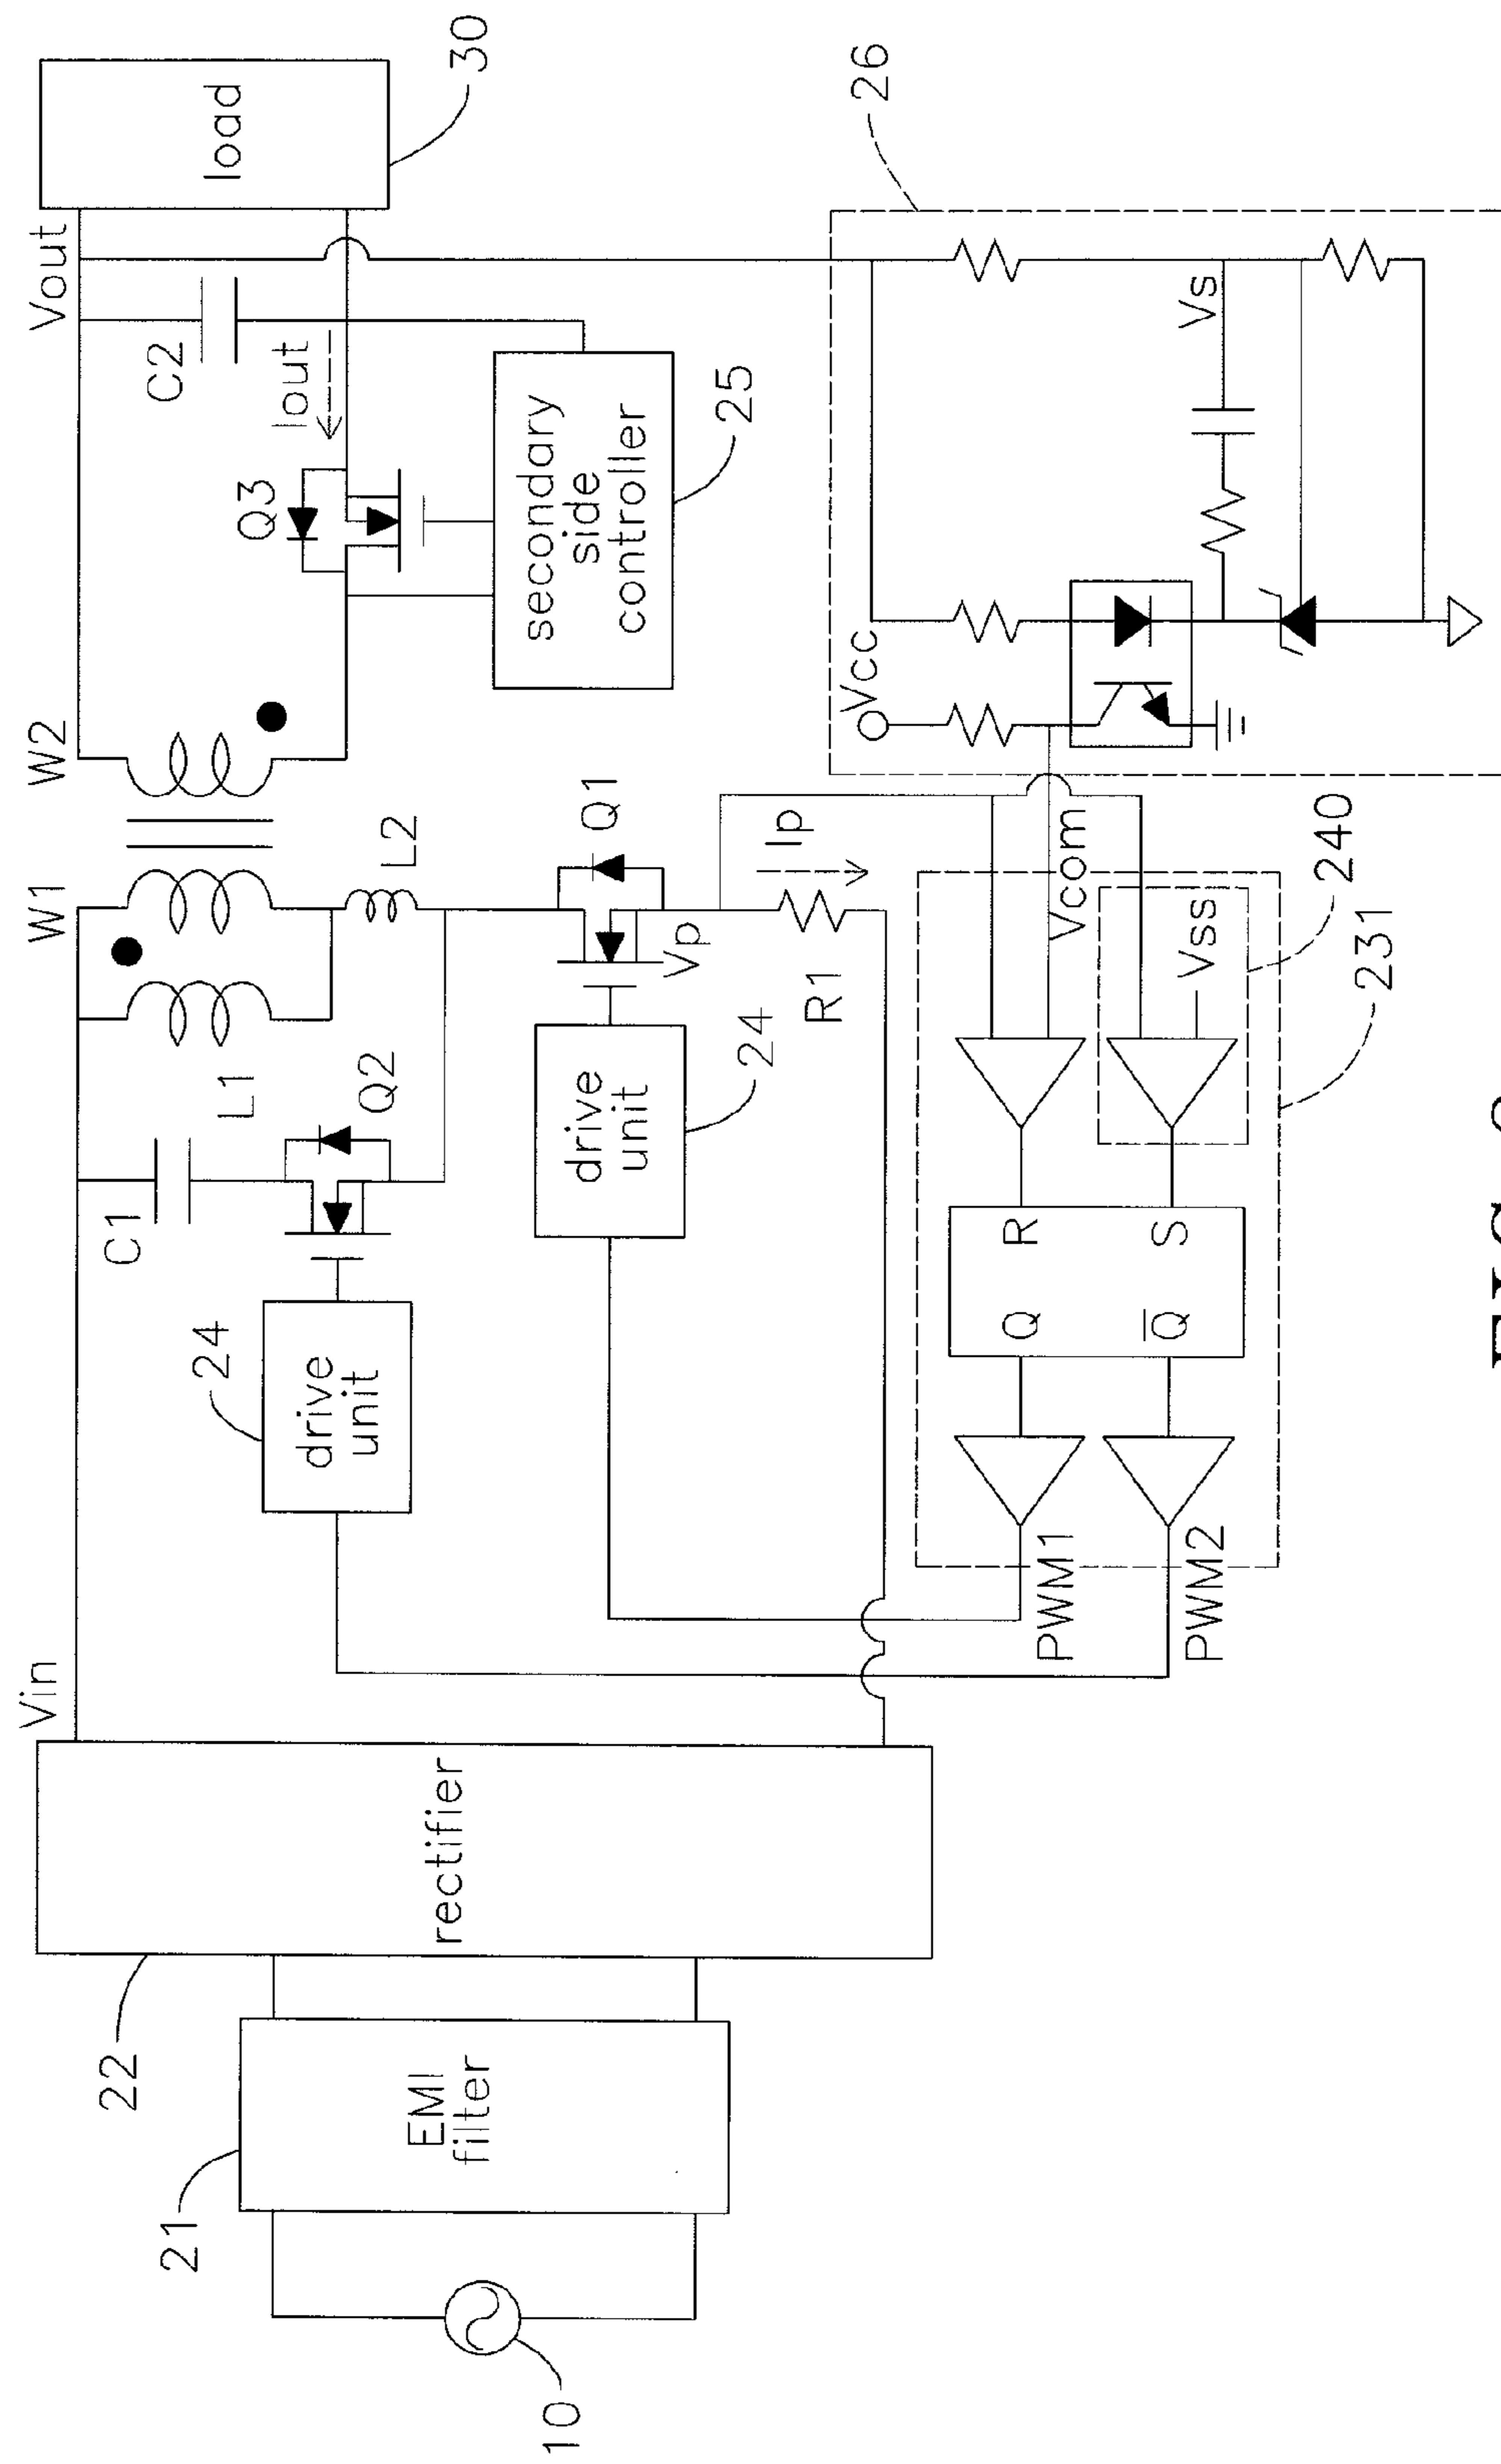 10
21
EMI
filter
22
rectifier
Vin
24
drive
unit
C1
Q2
L1
W1
W2
L2
Q1
drive
unit
24
Vp
R1
Ip
Q3
C2
Iout
Vout
load
30
secondary
side
controller
25
26
Vcc
Vs
Vcom
Vss
240
231
R
S
Q
Q̅
PWM1
PWM2